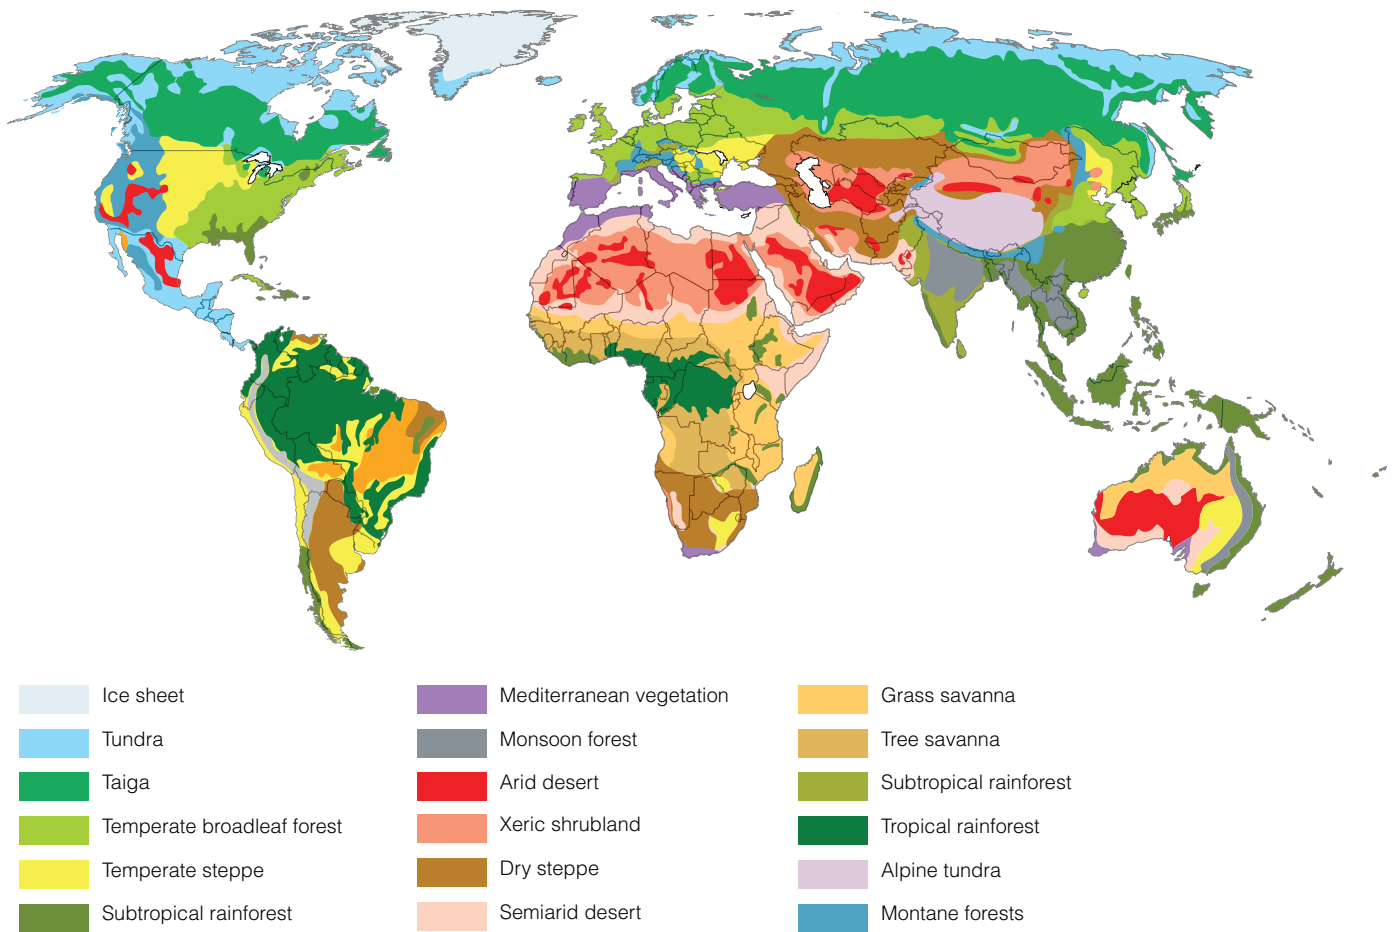 Ice sheet
Tundra
Taiga
Temperate broadleaf forest
Temperate steppe
Subtropical rainforest
Mediterranean vegetation
Monsoon forest
Arid desert
Xeric shrubland
Dry steppe
Semiarid desert
Grass savanna
Tree savanna
Subtropical rainforest
Tropical rainforest
Alpine tundra
Montane forests